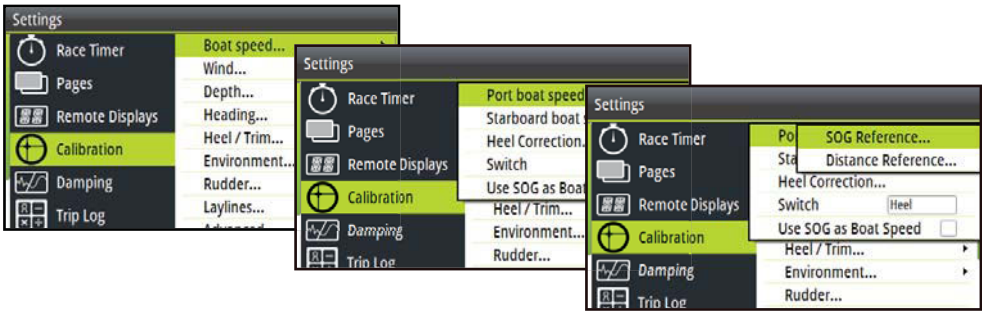 Settings
Race Timer
Pages
Remote Displays
Calibration
Damping
Trip Log
Boat speed...
Wind...
Depth...
Heading...
Heel / Trim...
Environment...
Rudder...
Laylines...
Settings
Race Timer
Pages
Remote Displays
Calibration
Damping
Trip Log
Port boat speed
Starboard boat
Heel Correction.
Switch
Use SOG as Boat
Heel / Trim...
Environment...
Rudder...
Settings
Race Timer
Pages
Remote Displays
Calibration
Damping
Trip Log
SOG Reference...
Distance Reference...
Heel Correction...
Switch Heel
Use SOG as Boat Speed
Heel / Trim...
Environment...
Rudder...